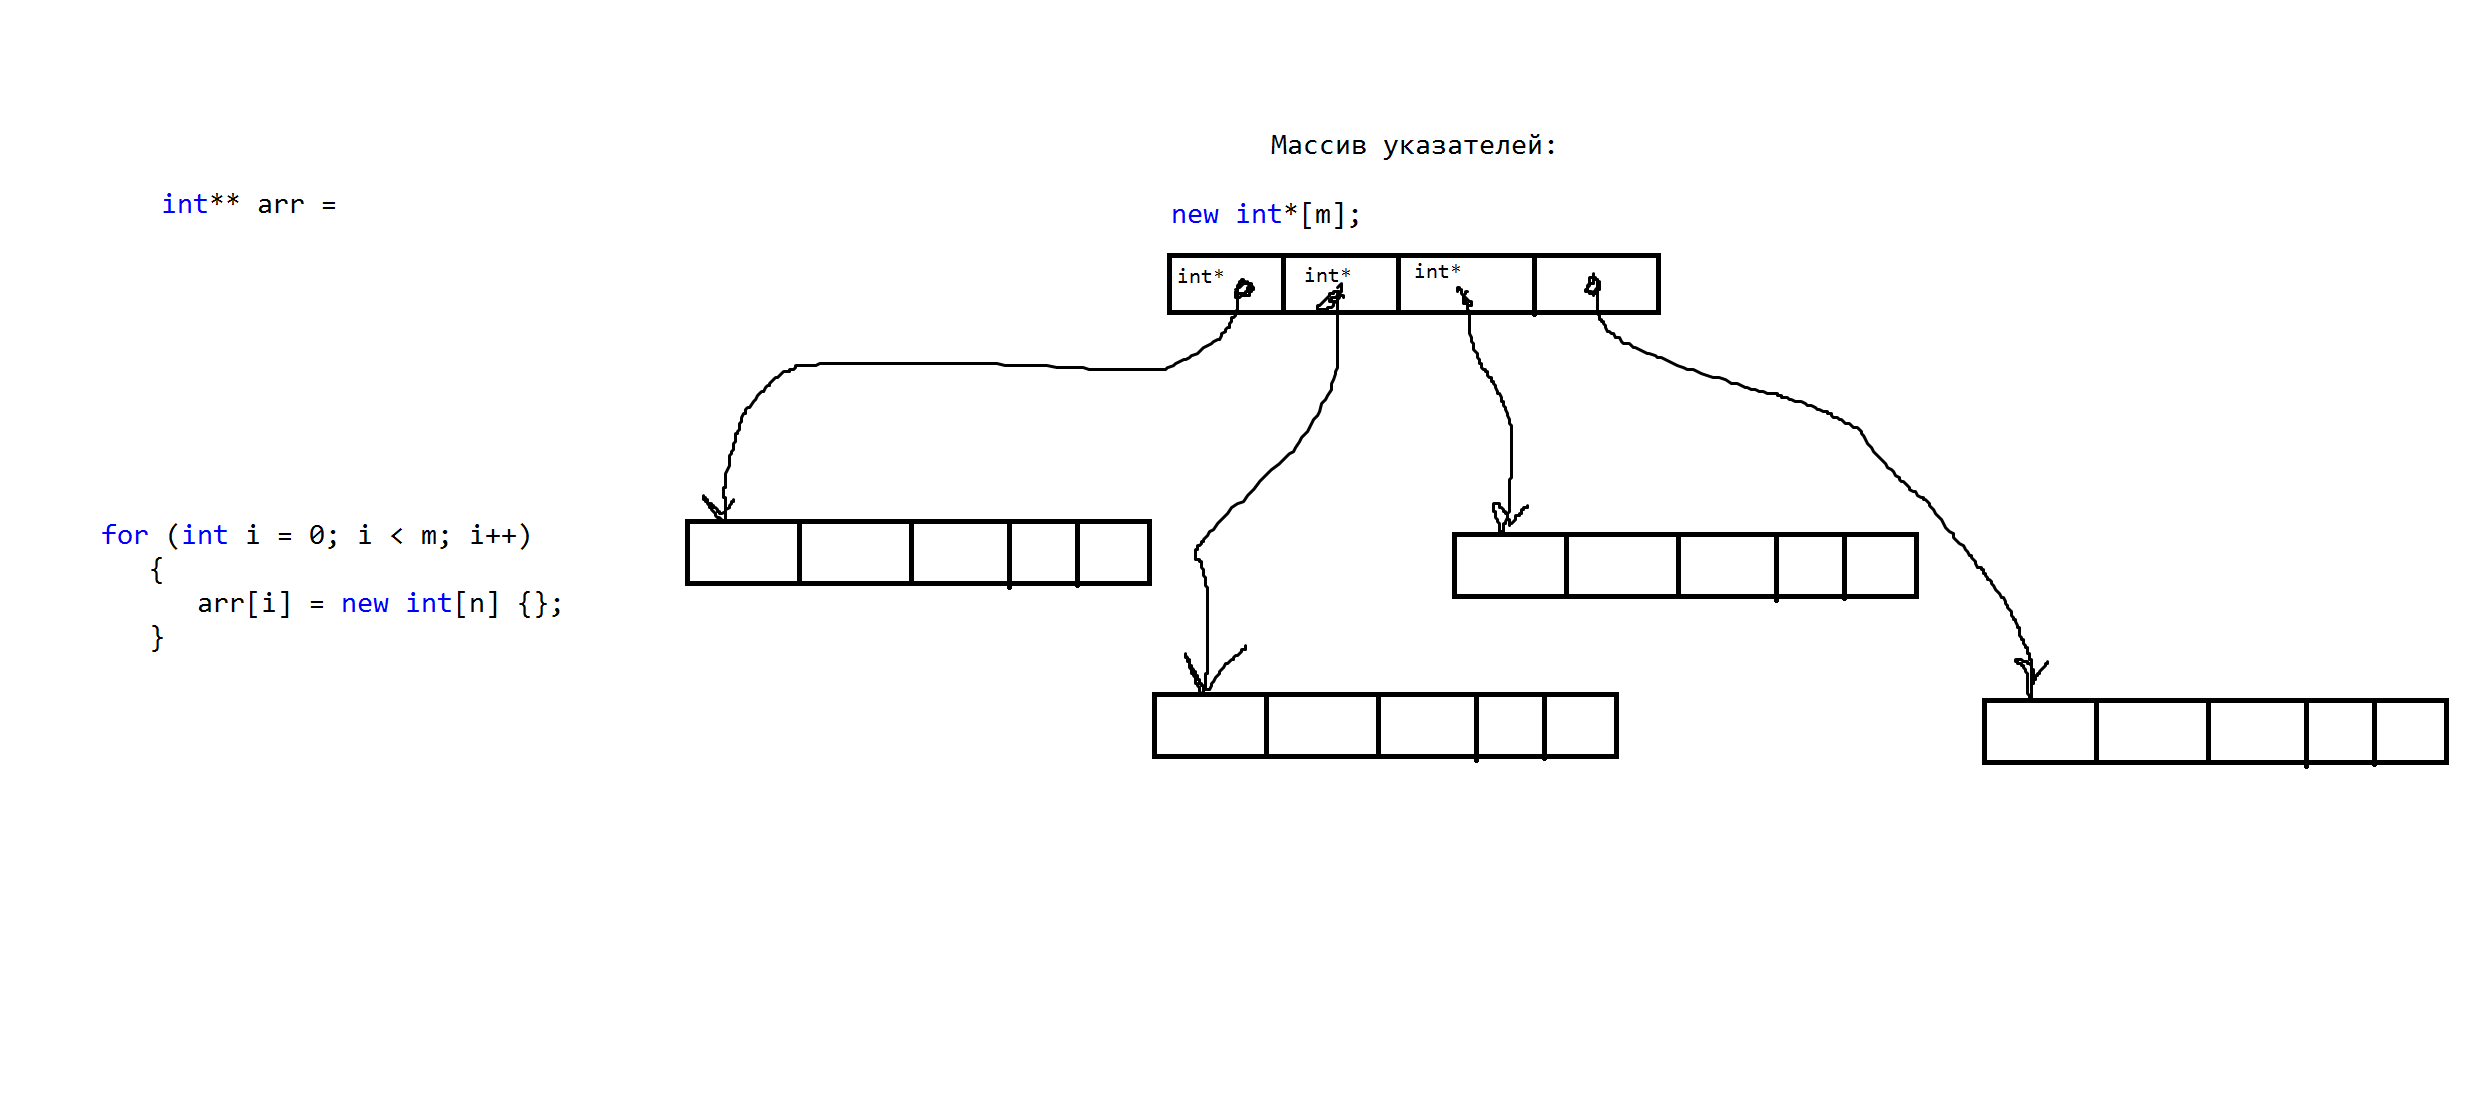 Массив указателей:
int** arr =
new int*[m];
int* int* int*
for (int i = 0; i < m; i++)
{
arr[i] = new int[n] {};
}